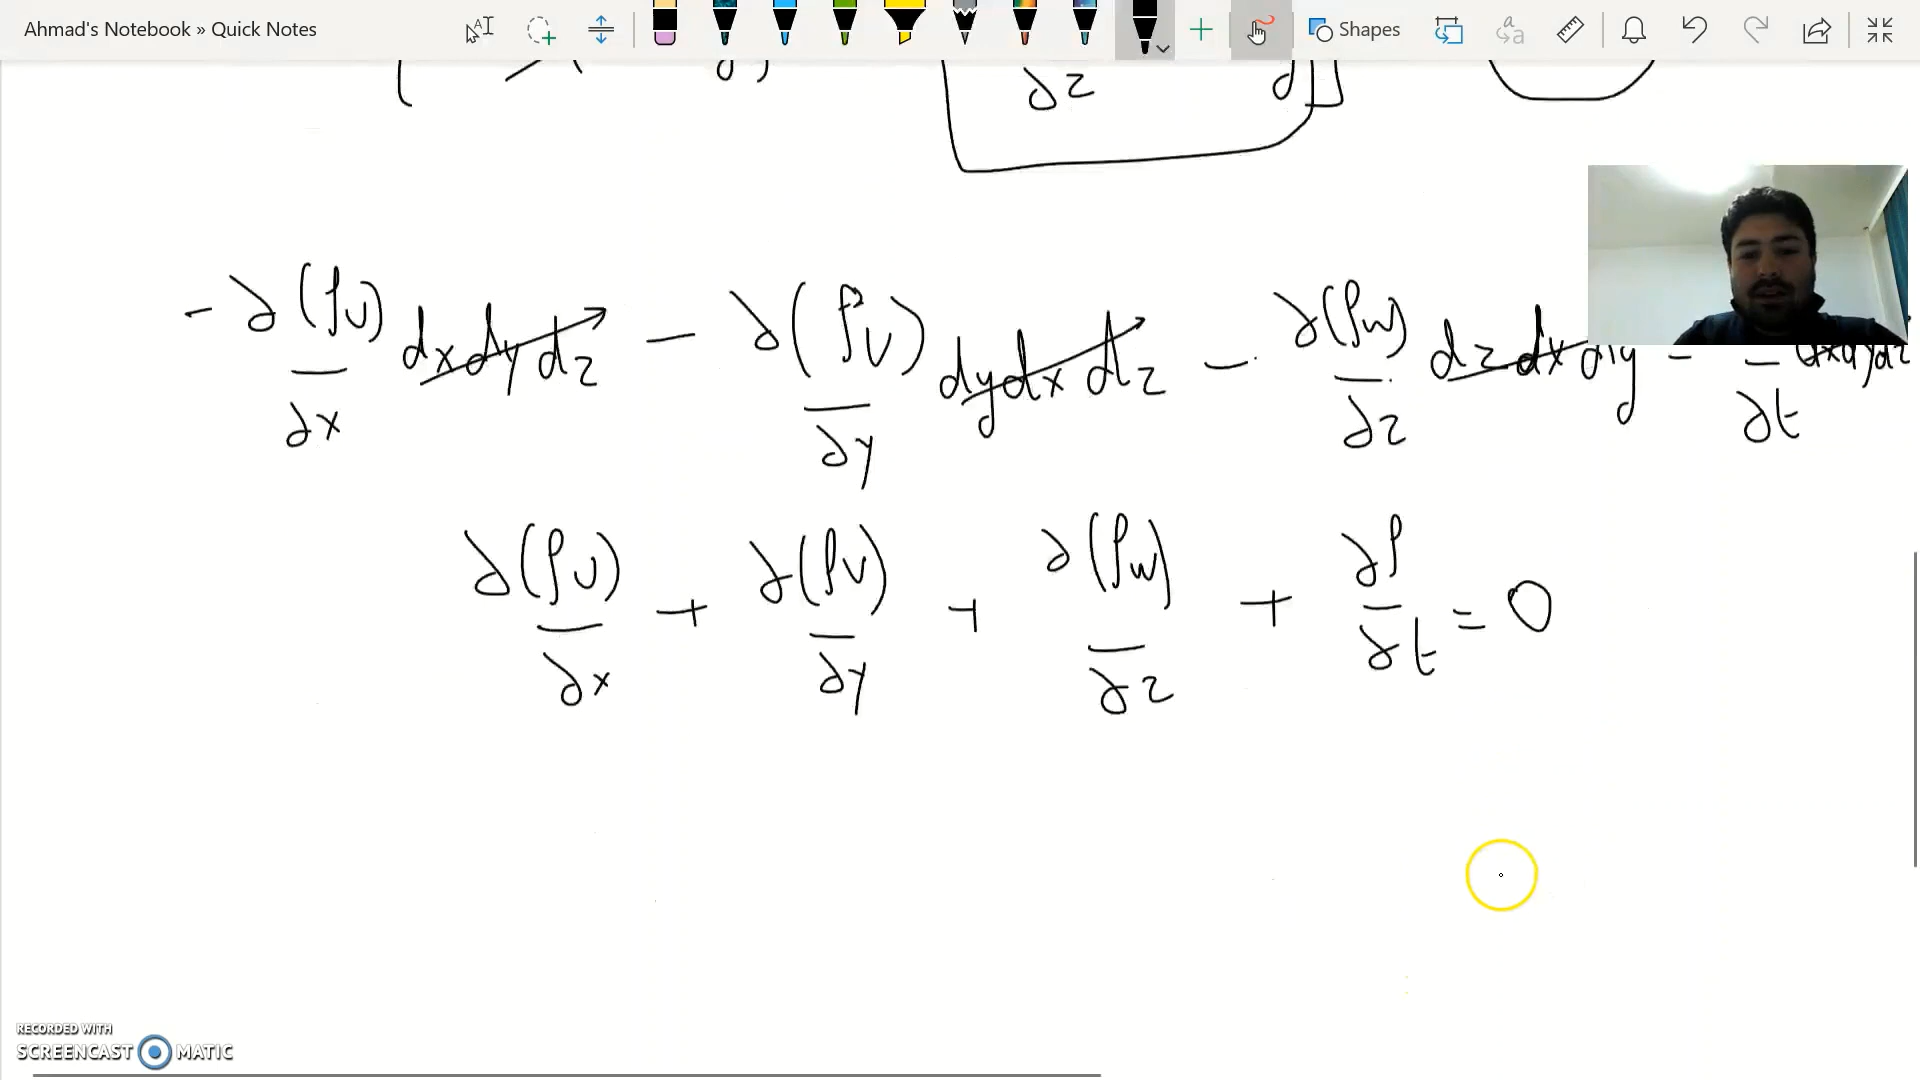 Ahmad's Notebook » Quick Notes
Shapes
∂z
- ∂(ρu)/∂x dxdydz - ∂(ρv)/∂y dydxdz - ∂(ρw)/∂z dzdxdy - /∂t dxdydz
∂(ρu)/∂x + ∂(ρv)/∂y + ∂(ρw)/∂z + ∂ρ/∂t = 0
RECORDED WITH
SCREENCAST MATIC